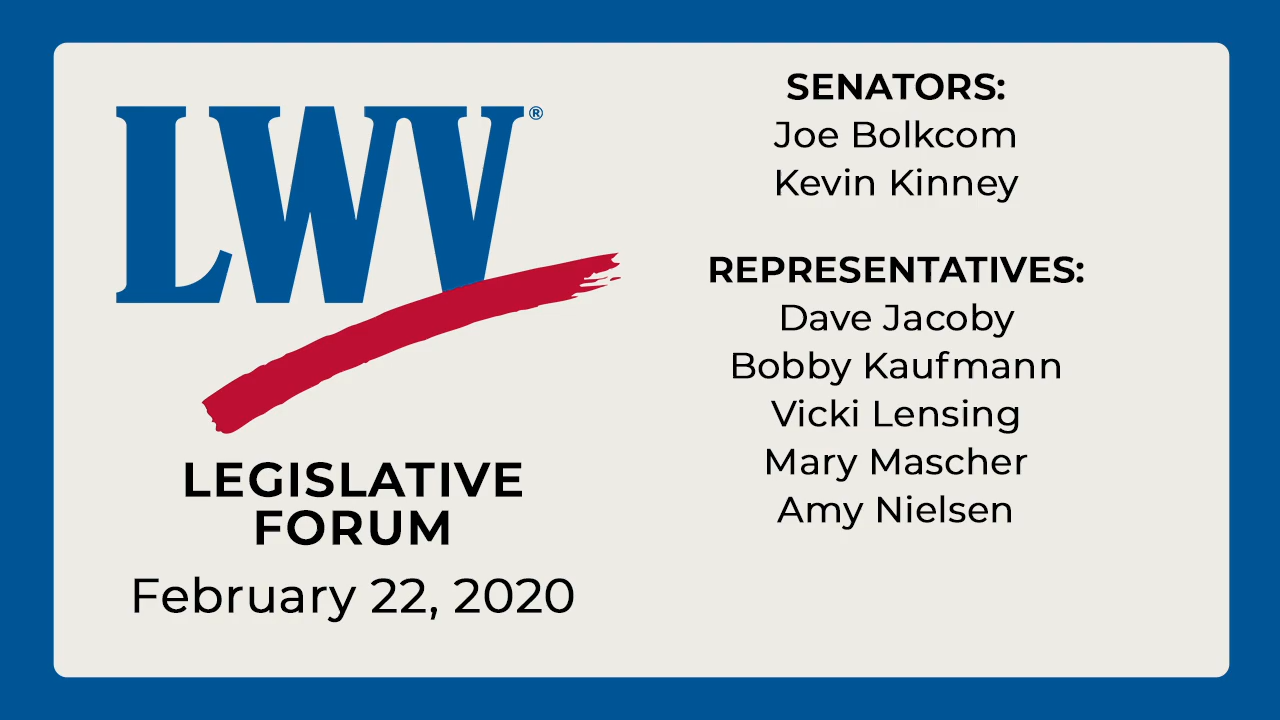 LWV®
LEGISLATIVE
FORUM
February 22, 2020
SENATORS:
Joe Bolkcom
Kevin Kinney
REPRESENTATIVES:
Dave Jacoby
Bobby Kaufmann
Vicki Lensing
Mary Mascher
Amy Nielsen